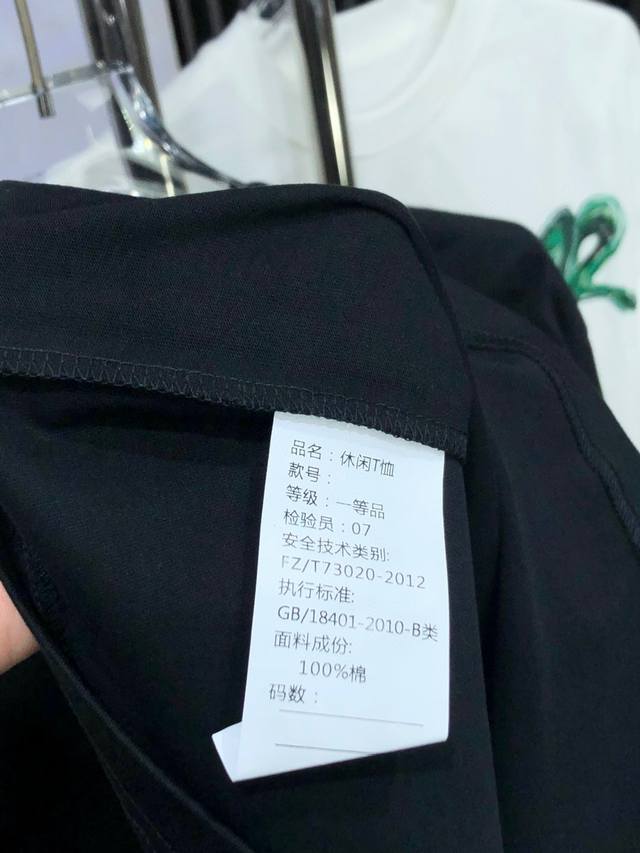 品名：休闲T恤
款号：
等级：一等品
检验员：07
安全技术类别:
FZ/T73020-2012
执行标准:
GB/18401-2010-B类
面料成份:
100%棉
码数：